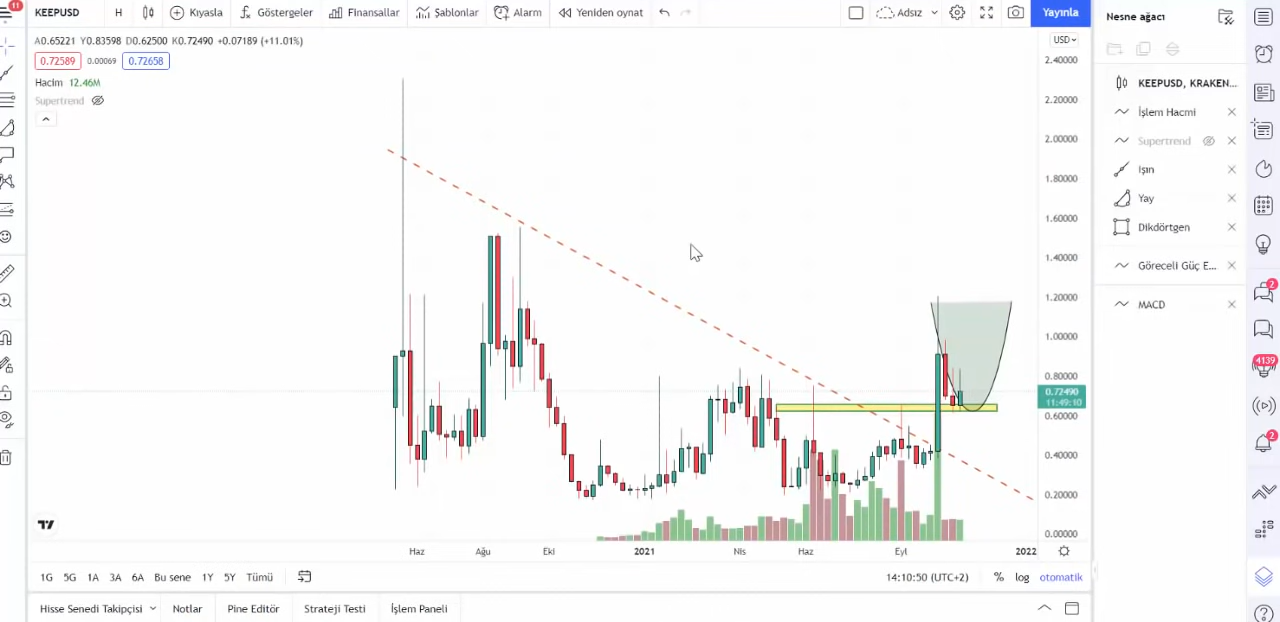 11
KEEPUSD H Kıyasla Göstergeler Finansallar Şablonlar Alarm Yeniden oynat Adsız Yayınla
A0.65221 Y0.83598 D0.62500 K0.72490 +0.07189 (+11.01%)
0.72589 0.00069 0.72658
Hacim 12.46M
Supertrend
USD
2.40000
2.20000
2.00000
1.80000
1.60000
1.40000
1.20000
1.00000
0.80000
0.72490
11:49:10
0.60000
0.40000
0.20000
0.00000
Haz Ağu Eki 2021 Nis Haz Eyl 2022
1G 5G 1A 3A 6A Bu sene 1Y 5Y Tümü
14:10:50 (UTC+2) % log otomatik
Hisse Senedi Takipçisi Notlar Pine Editör Strateji Testi İşlem Paneli
Nesne ağacı
KEEPUSD, KRAKEN...
İşlem Hacmi
Supertrend
Işın
Yay
Dikdörtgen
Göreceli Güç E...
MACD
2
4139
2